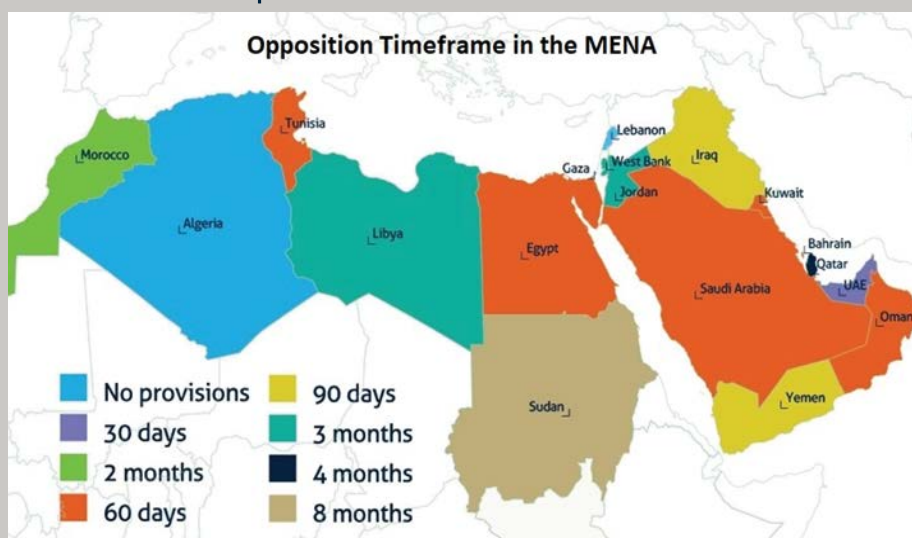 Opposition Timeframe in the MENA
Tunisia
Morocco
Algeria
Libya
Egypt
Sudan
Lebanon
West Bank
Gaza
Jordan
Iraq
Kuwait
Bahrain
Qatar
UAE
Saudi Arabia
Oman
Yemen
No provisions
30 days
2 months
60 days
90 days
3 months
4 months
8 months